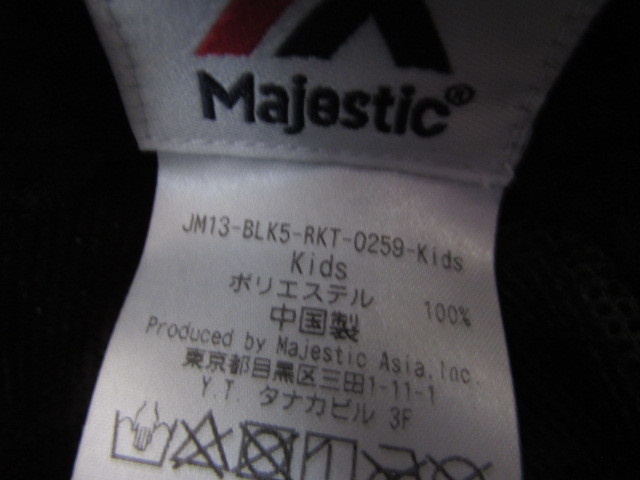 Majestic®
JM13-BLK5-RKT-0259-Kids
Kids
ポリエステル 100%
中国製
Produced by Majestic Asia,Inc.
東京都目黒区三田1-11-1
Y.T タナカビル 3F